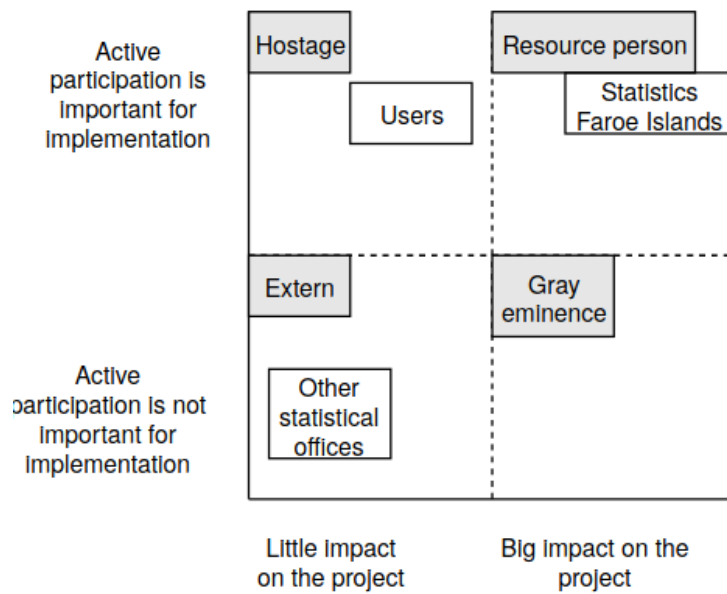 Active
participation is
important for
implementation
Hostage
Resource person
Users
Statistics
Faroe Islands
Extern
Gray
eminence
Active
participation is not
important for
implementation
Other
statistical
offices
Little impact
on the project
Big impact on the
project